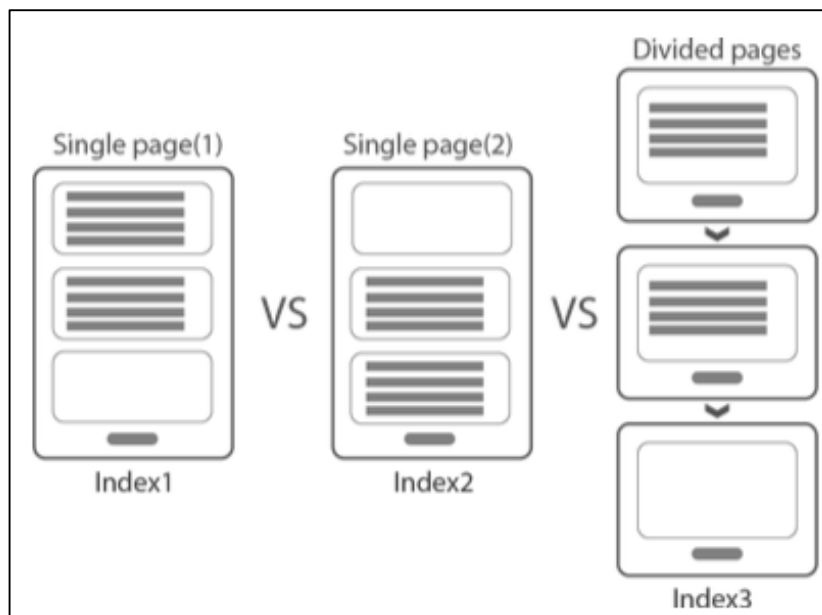 Divided pages
Single page(1)
Single page(2)
VS
VS
Index1
Index2
Index3